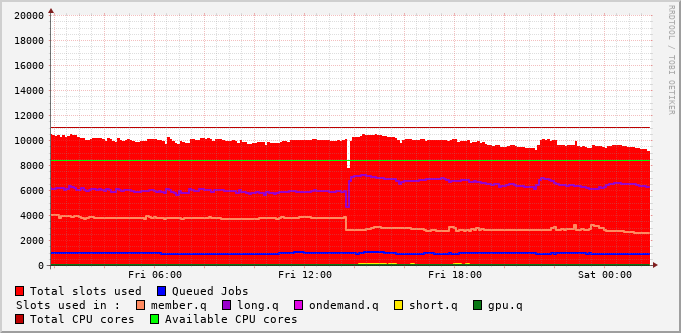 RRDTOOL / TOBI OETIKER
20000
18000
16000
14000
12000
10000
8000
6000
4000
2000
0
Fri 06:00 Fri 12:00 Fri 18:00 Sat 00:00
Total slots used Queued Jobs
Slots used in : member.q long.q ondemand.q short.q gpu.q
Total CPU cores Available CPU cores